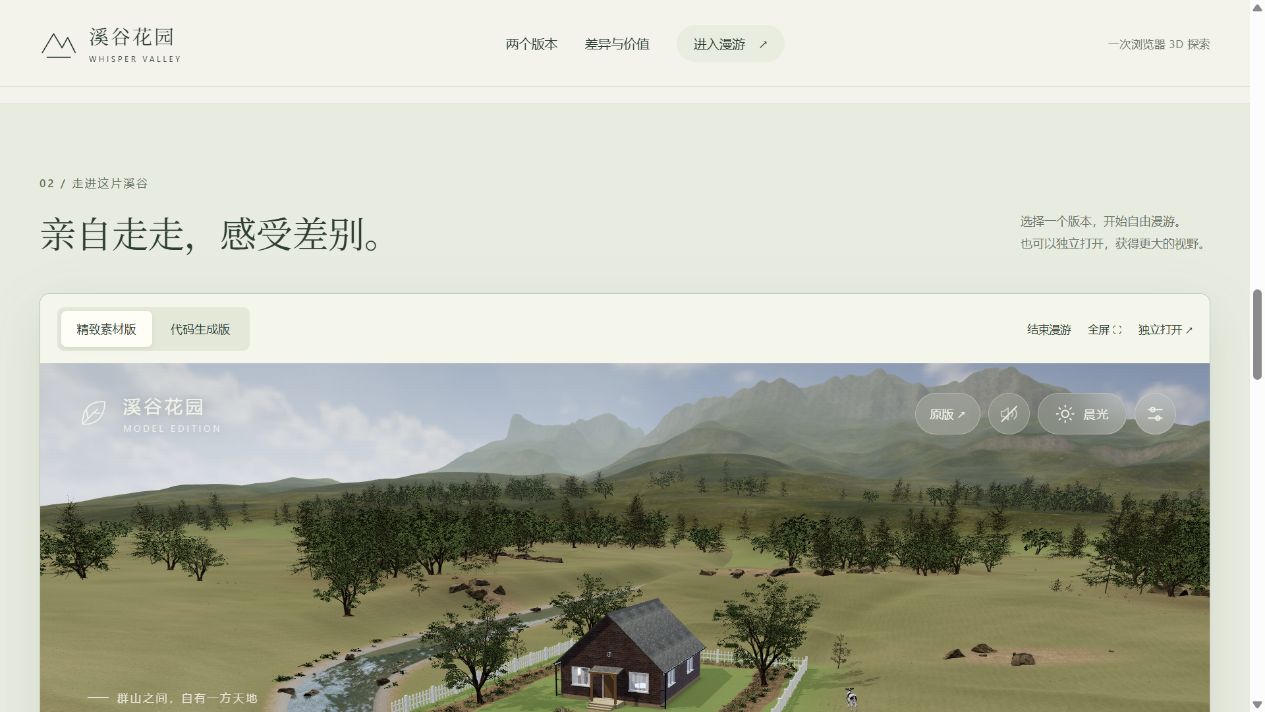 溪谷花园
WHISPER VALLEY
两个版本
差异与价值
进入漫游 ↗
一次浏览器 3D 探索
02 / 走进这片溪谷
亲自走走，感受差别。
选择一个版本，开始自由漫游。
也可以独立打开，获得更大的视野。
精致素材版
代码生成版
结束漫游
全屏 ⛶
独立打开 ↗
溪谷花园
MODEL EDITION
原版 ↗
晨光
群山之间，自有一方天地